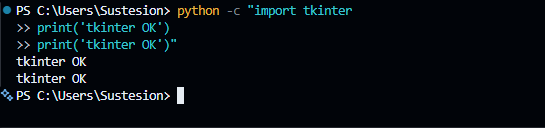 PS C:\Users\Sustesion> python -c "import tkinter
>> print('tkinter OK')
>> print('tkinter OK')"
tkinter OK
tkinter OK
PS C:\Users\Sustesion>